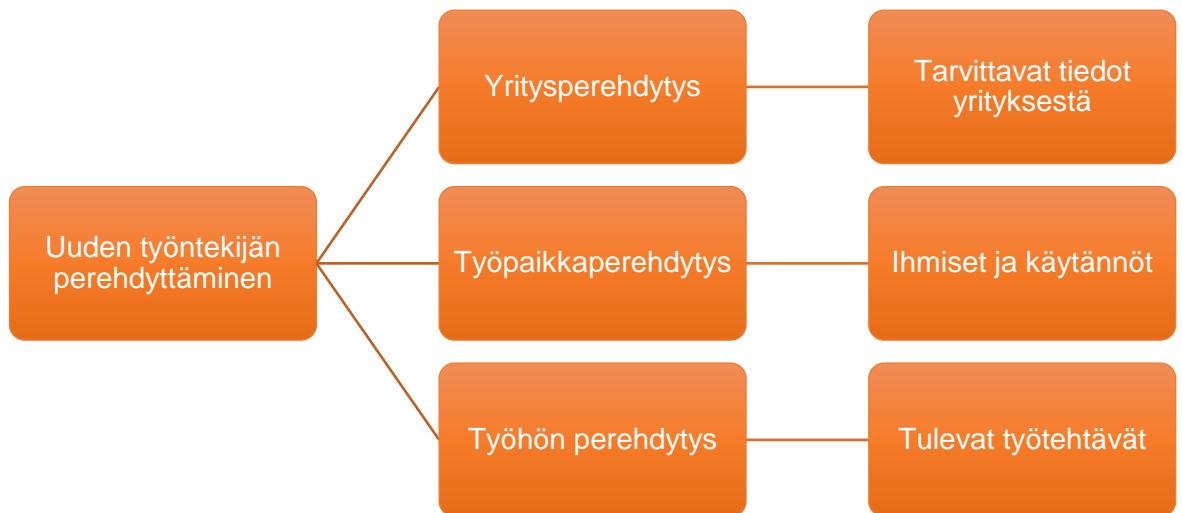 Yritysperehdytys
Tarvittavat tiedot
yrityksestä
Uuden työntekijän
perehdyttäminen
Työpaikkaperehdytys
Ihmiset ja käytännöt
Työhön perehdytys
Tulevat työtehtävät